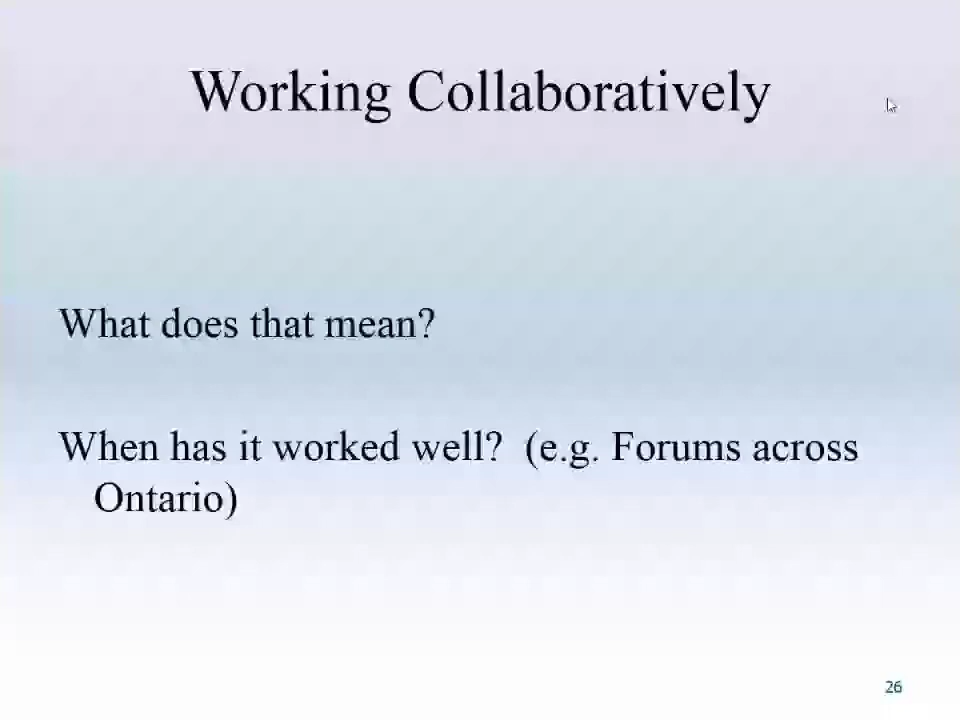 Working Collaboratively
What does that mean?
When has it worked well?  (e.g. Forums across
Ontario)
26